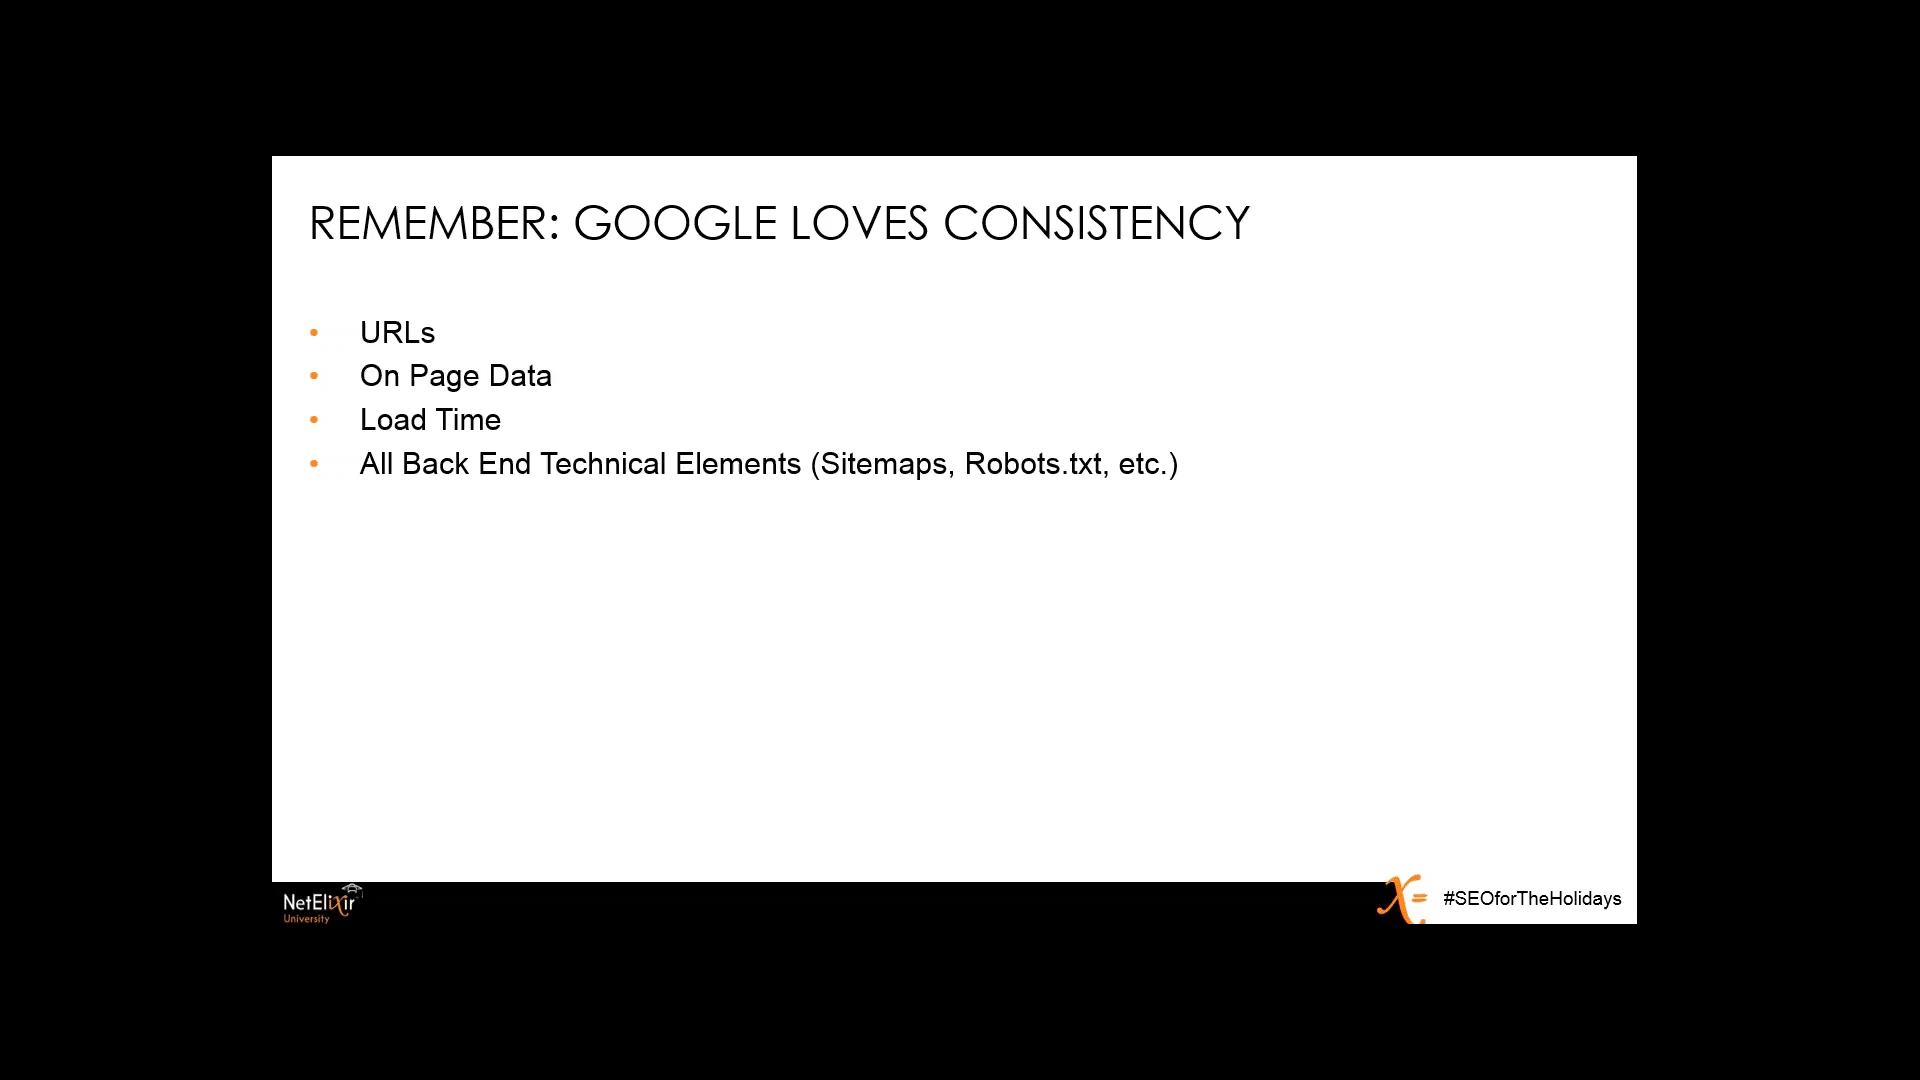 REMEMBER: GOOGLE LOVES CONSISTENCY
• URLs
• On Page Data
• Load Time
• All Back End Technical Elements (Sitemaps, Robots.txt, etc.)
NetElixir
University
X=
#SEOforTheHolidays